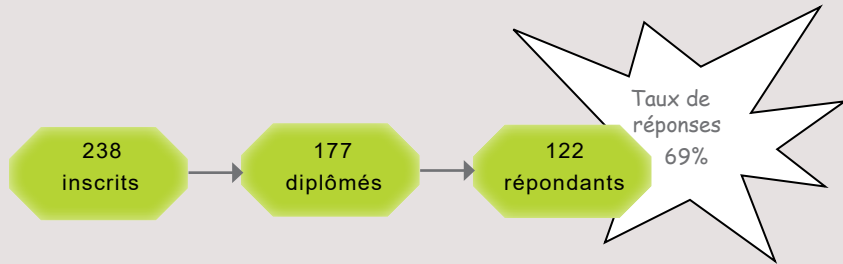 238
inscrits
177
diplômés
122
répondants
Taux de
réponses
69%